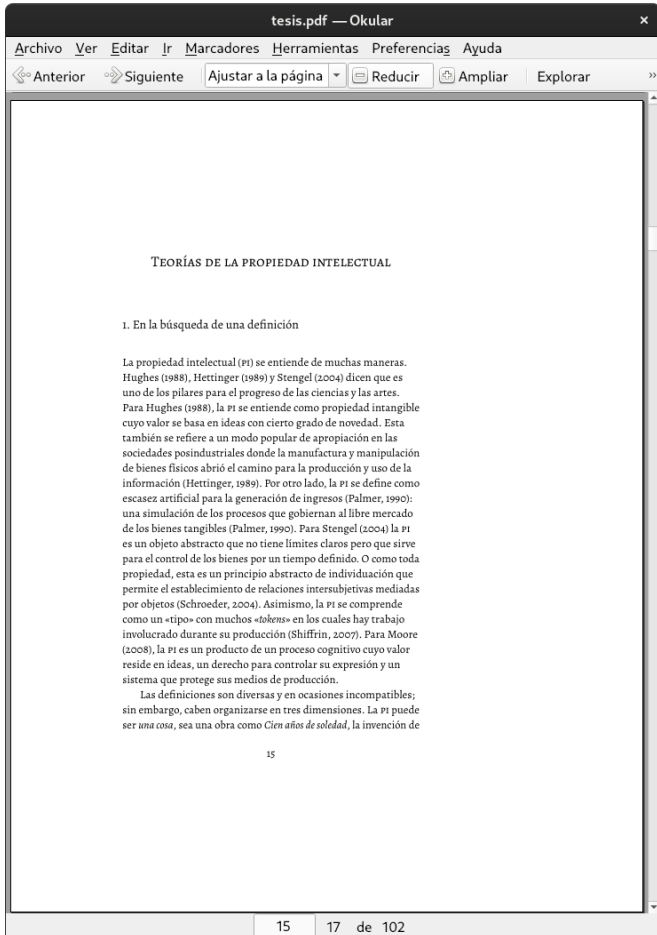 tesis.pdf — Okular
×
Archivo Ver Editar Ir Marcadores Herramientas Preferencias Ayuda
Anterior Siguiente Ajustar a la página Reducir Ampliar Explorar »
Teorías de la propiedad intelectual
1. En la búsqueda de una definición
La propiedad intelectual (PI) se entiende de muchas maneras.
Hughes (1988), Hettinger (1989) y Stengel (2004) dicen que es
uno de los pilares para el progreso de las ciencias y las artes.
Para Hughes (1988), la PI se entiende como propiedad intangible
cuyo valor se basa en ideas con cierto grado de novedad. Esta
también se refiere a un modo popular de apropiación en las
sociedades posindustriales donde la manufactura y manipulación
de bienes físicos abrió el camino para la producción y uso de la
información (Hettinger, 1989). Por otro lado, la PI se define como
escasez artificial para la generación de ingresos (Palmer, 1990):
una simulación de los procesos que gobiernan al libre mercado
de los bienes tangibles (Palmer, 1990). Para Stengel (2004) la PI
es un objeto abstracto que no tiene límites claros pero que sirve
para el control de los bienes por un tiempo definido. O como toda
propiedad, esta es un principio abstracto de individuación que
permite el establecimiento de relaciones intersubjetivas mediadas
por objetos (Schroeder, 2004). Asimismo, la PI se comprende
como un «tipo» con muchos «tokens» en los cuales hay trabajo
involucrado durante su producción (Shiffrin, 2007). Para Moore
(2008), la PI es un producto de un proceso cognitivo cuyo valor
reside en ideas, un derecho para controlar su expresión y un
sistema que protege sus medios de producción.
Las definiciones son diversas y en ocasiones incompatibles;
sin embargo, caben organizarse en tres dimensiones. La PI puede
ser una cosa, sea una obra como Cien años de soledad, la invención de
15
15 17 de 102